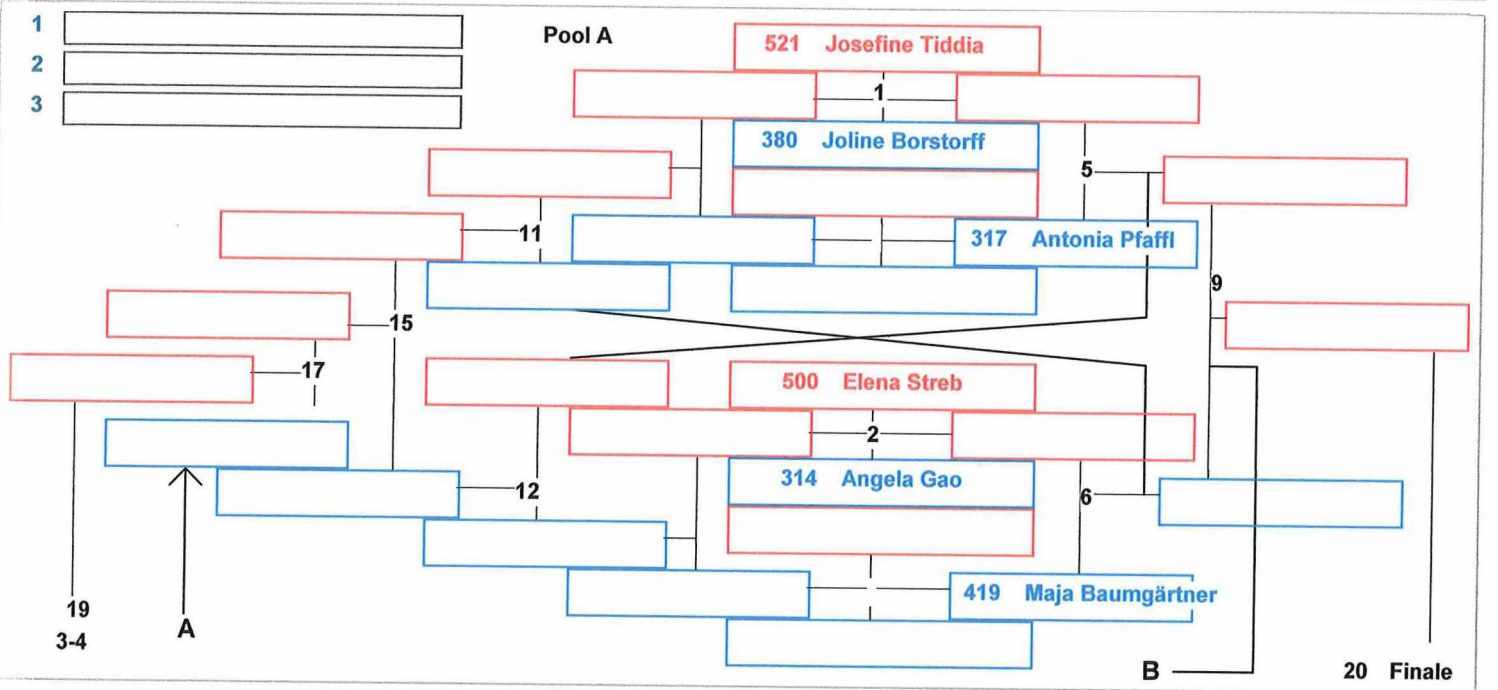 1
Pool A
521 Josefine Tiddia
2
1
3
380 Joline Borstorff
5
11
317 Antonia Pfaffl
9
15
17
500 Elena Streb
2
314 Angela Gao
12
6
419 Maja Baumgärtner
19
3-4
A
B
20 Finale